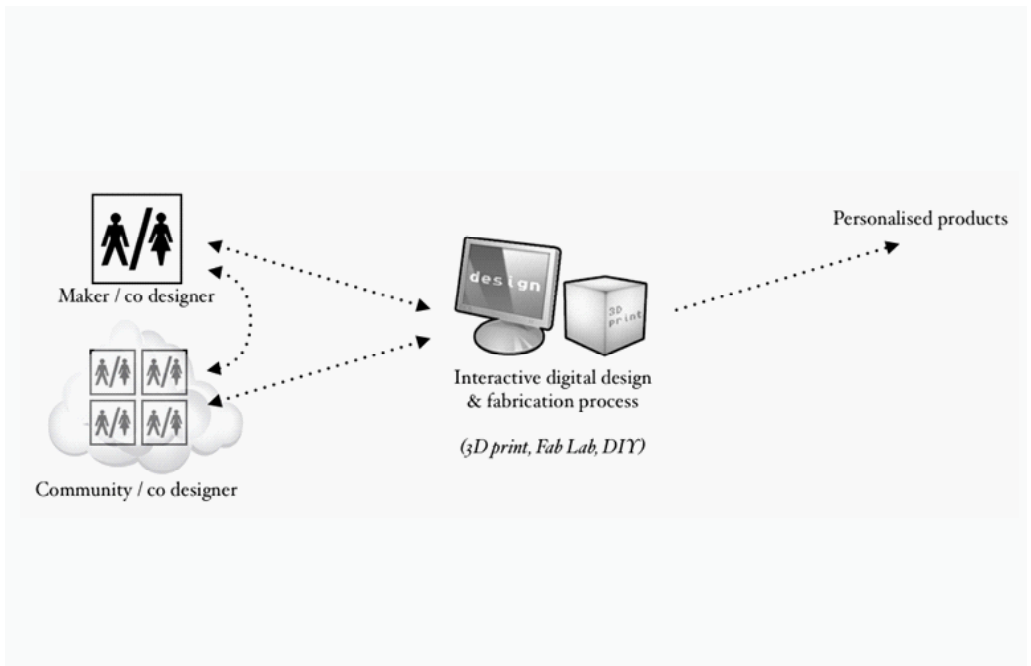 Maker / co designer
Community / co designer
design
3D
print
Interactive digital design
& fabrication process
(3D print, Fab Lab, DIY)
Personalised products